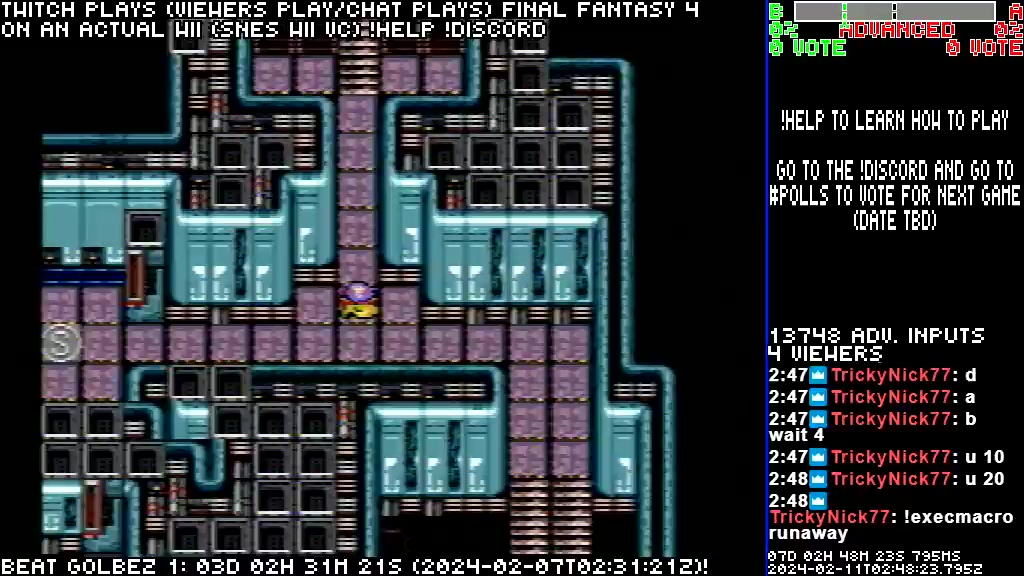 TWITCH PLAYS (VIEWERS PLAY/CHAT PLAYS) FINAL FANTASY 4
ON AN ACTUAL WII (SNES WII VC) !HELP !DISCORD
B A
0% ADVANCED 0%
0 VOTE 0 VOTE
!HELP TO LEARN HOW TO PLAY
GO TO THE !DISCORD AND GO TO
#POLLS TO VOTE FOR NEXT GAME
(DATE TBD)
S
13748 ADV. INPUTS
4 VIEWERS
2:47 TrickyNick77: d
2:47 TrickyNick77: a
2:47 TrickyNick77: b
wait 4
2:47 TrickyNick77: u 10
2:48 TrickyNick77: u 20
2:48
TrickyNick77: !execmacro
runaway
07D 02H 48M 23S 795MS
2024-02-11T02:48:23.795Z
BEAT GOLBEZ 1: 03D 02H 31M 21S (2024-02-07T02:31:21Z)!